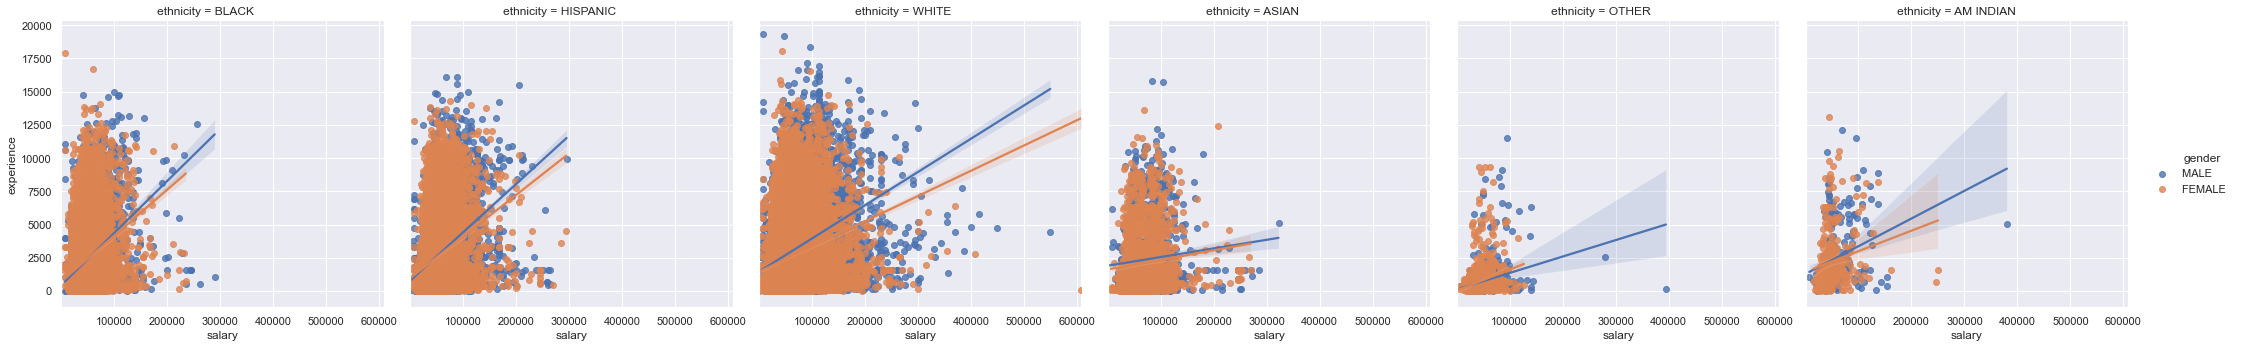 ethnicity = BLACK
ethnicity = HISPANIC
ethnicity = WHITE
ethnicity = ASIAN
ethnicity = OTHER
ethnicity = AM INDIAN
20000
17500
15000
12500
10000
7500
5000
2500
0
experience
100000 200000 300000 400000 500000 600000
salary
100000 200000 300000 400000 500000 600000
salary
100000 200000 300000 400000 500000 600000
salary
100000 200000 300000 400000 500000 600000
salary
100000 200000 300000 400000 500000 600000
salary
100000 200000 300000 400000 500000 600000
salary
gender
MALE
FEMALE